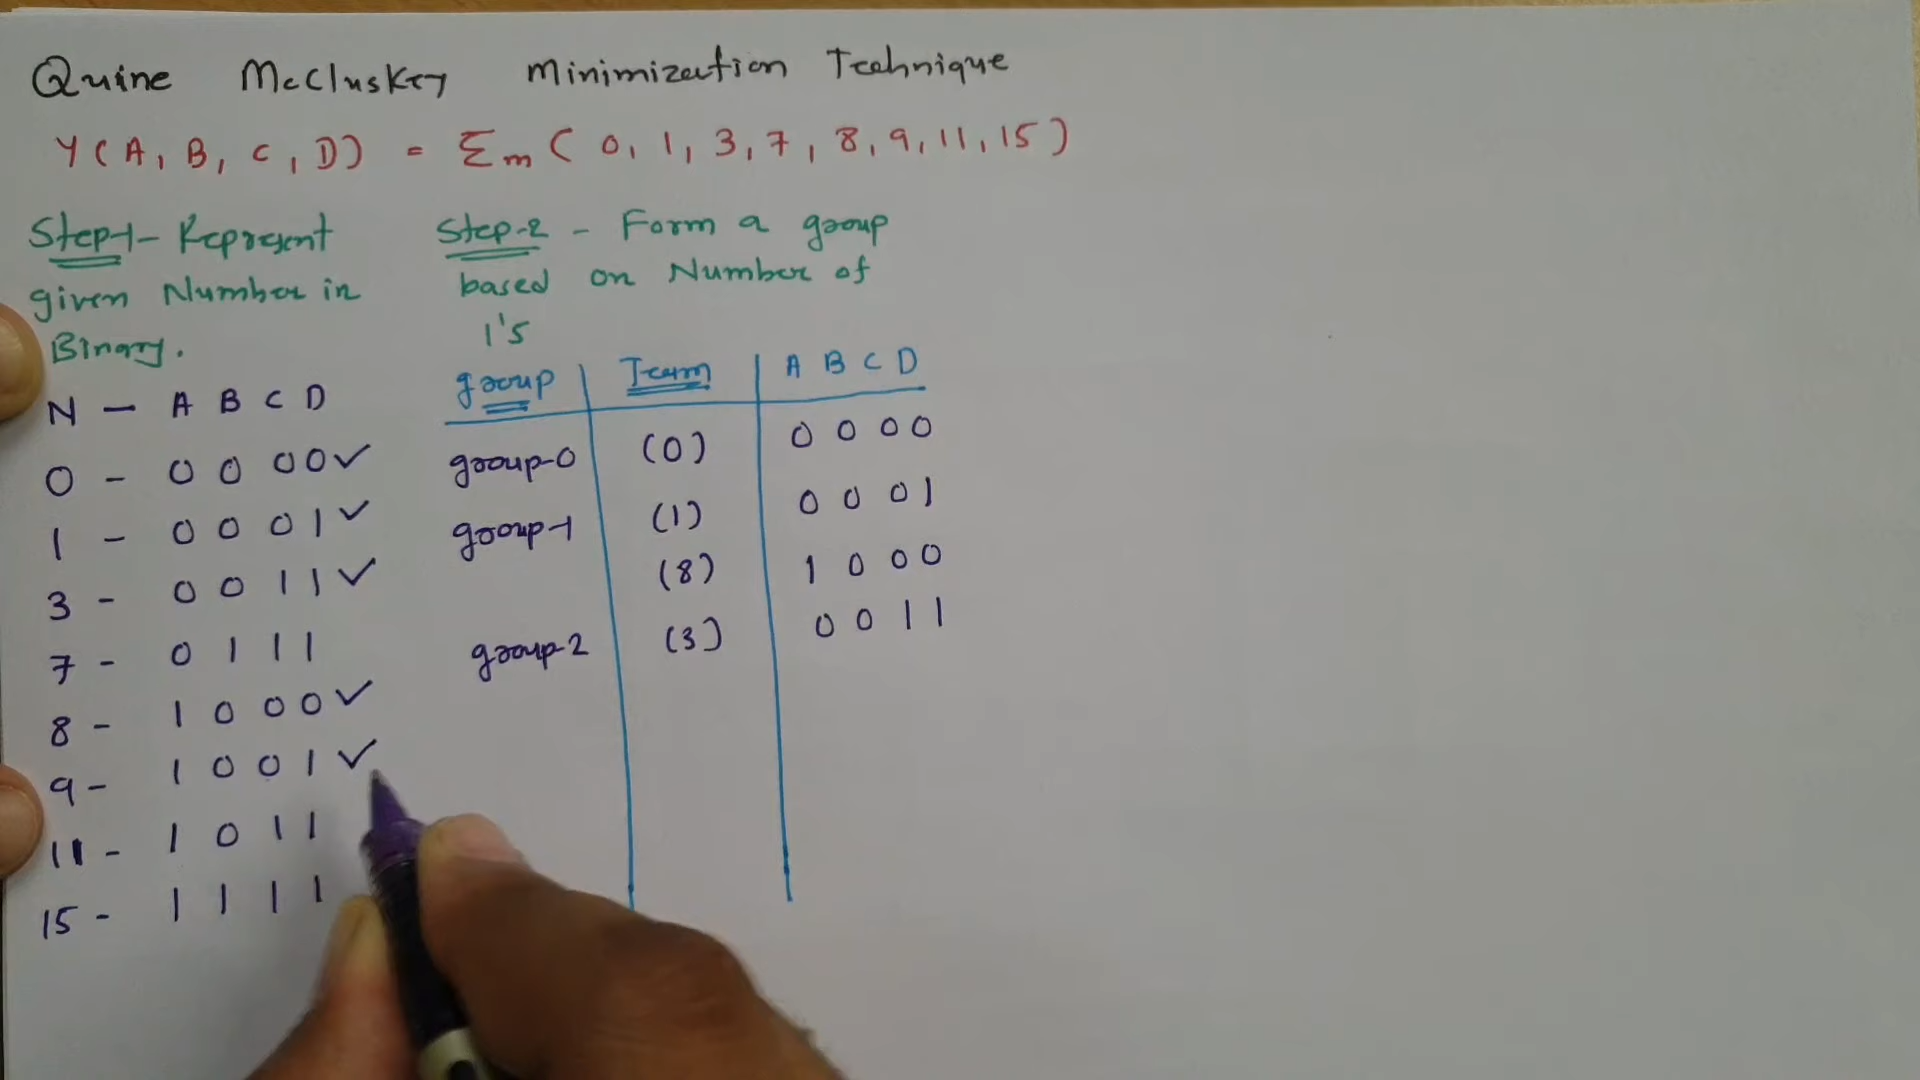 Quine McCluskey Minimization Technique
Y(A, B, C, D) = Σm ( 0, 1, 3, 7, 8, 9, 11, 15)
Step-1- Represent
given Number in
Binary.
N - A B C D
0 - 0 0 0 0 ✓
1 - 0 0 0 1 ✓
3 - 0 0 1 1 ✓
7 - 0 1 1 1
8 - 1 0 0 0 ✓
9 - 1 0 0 1 ✓
11 - 1 0 1 1
15 - 1 1 1 1
Step-2 - Form a group
based on Number of
1's
group Team A B C D
group-0 (0) 0 0 0 0
group-1 (1) 0 0 0 1
(8) 1 0 0 0
group-2 (3) 0 0 1 1